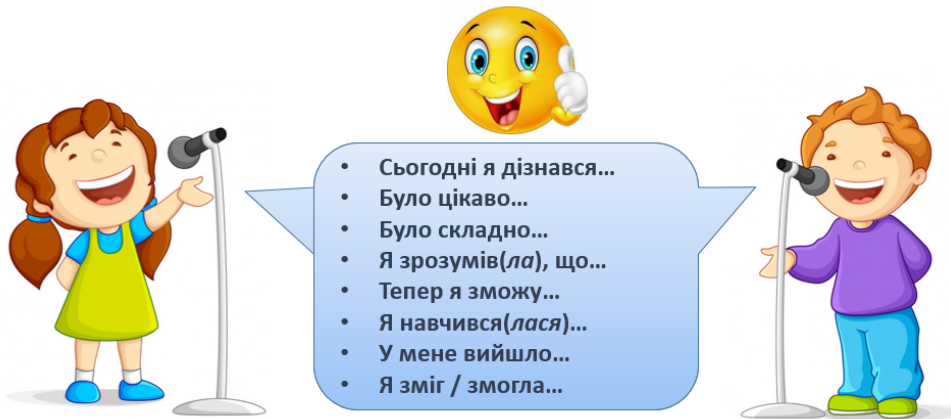 • Сьогодні я дізнався...
• Було цікаво...
• Було складно...
• Я зрозумів(ла), що...
• Тепер я зможу...
• Я навчився(лася)...
• У мене вийшло...
• Я зміг / змогла...